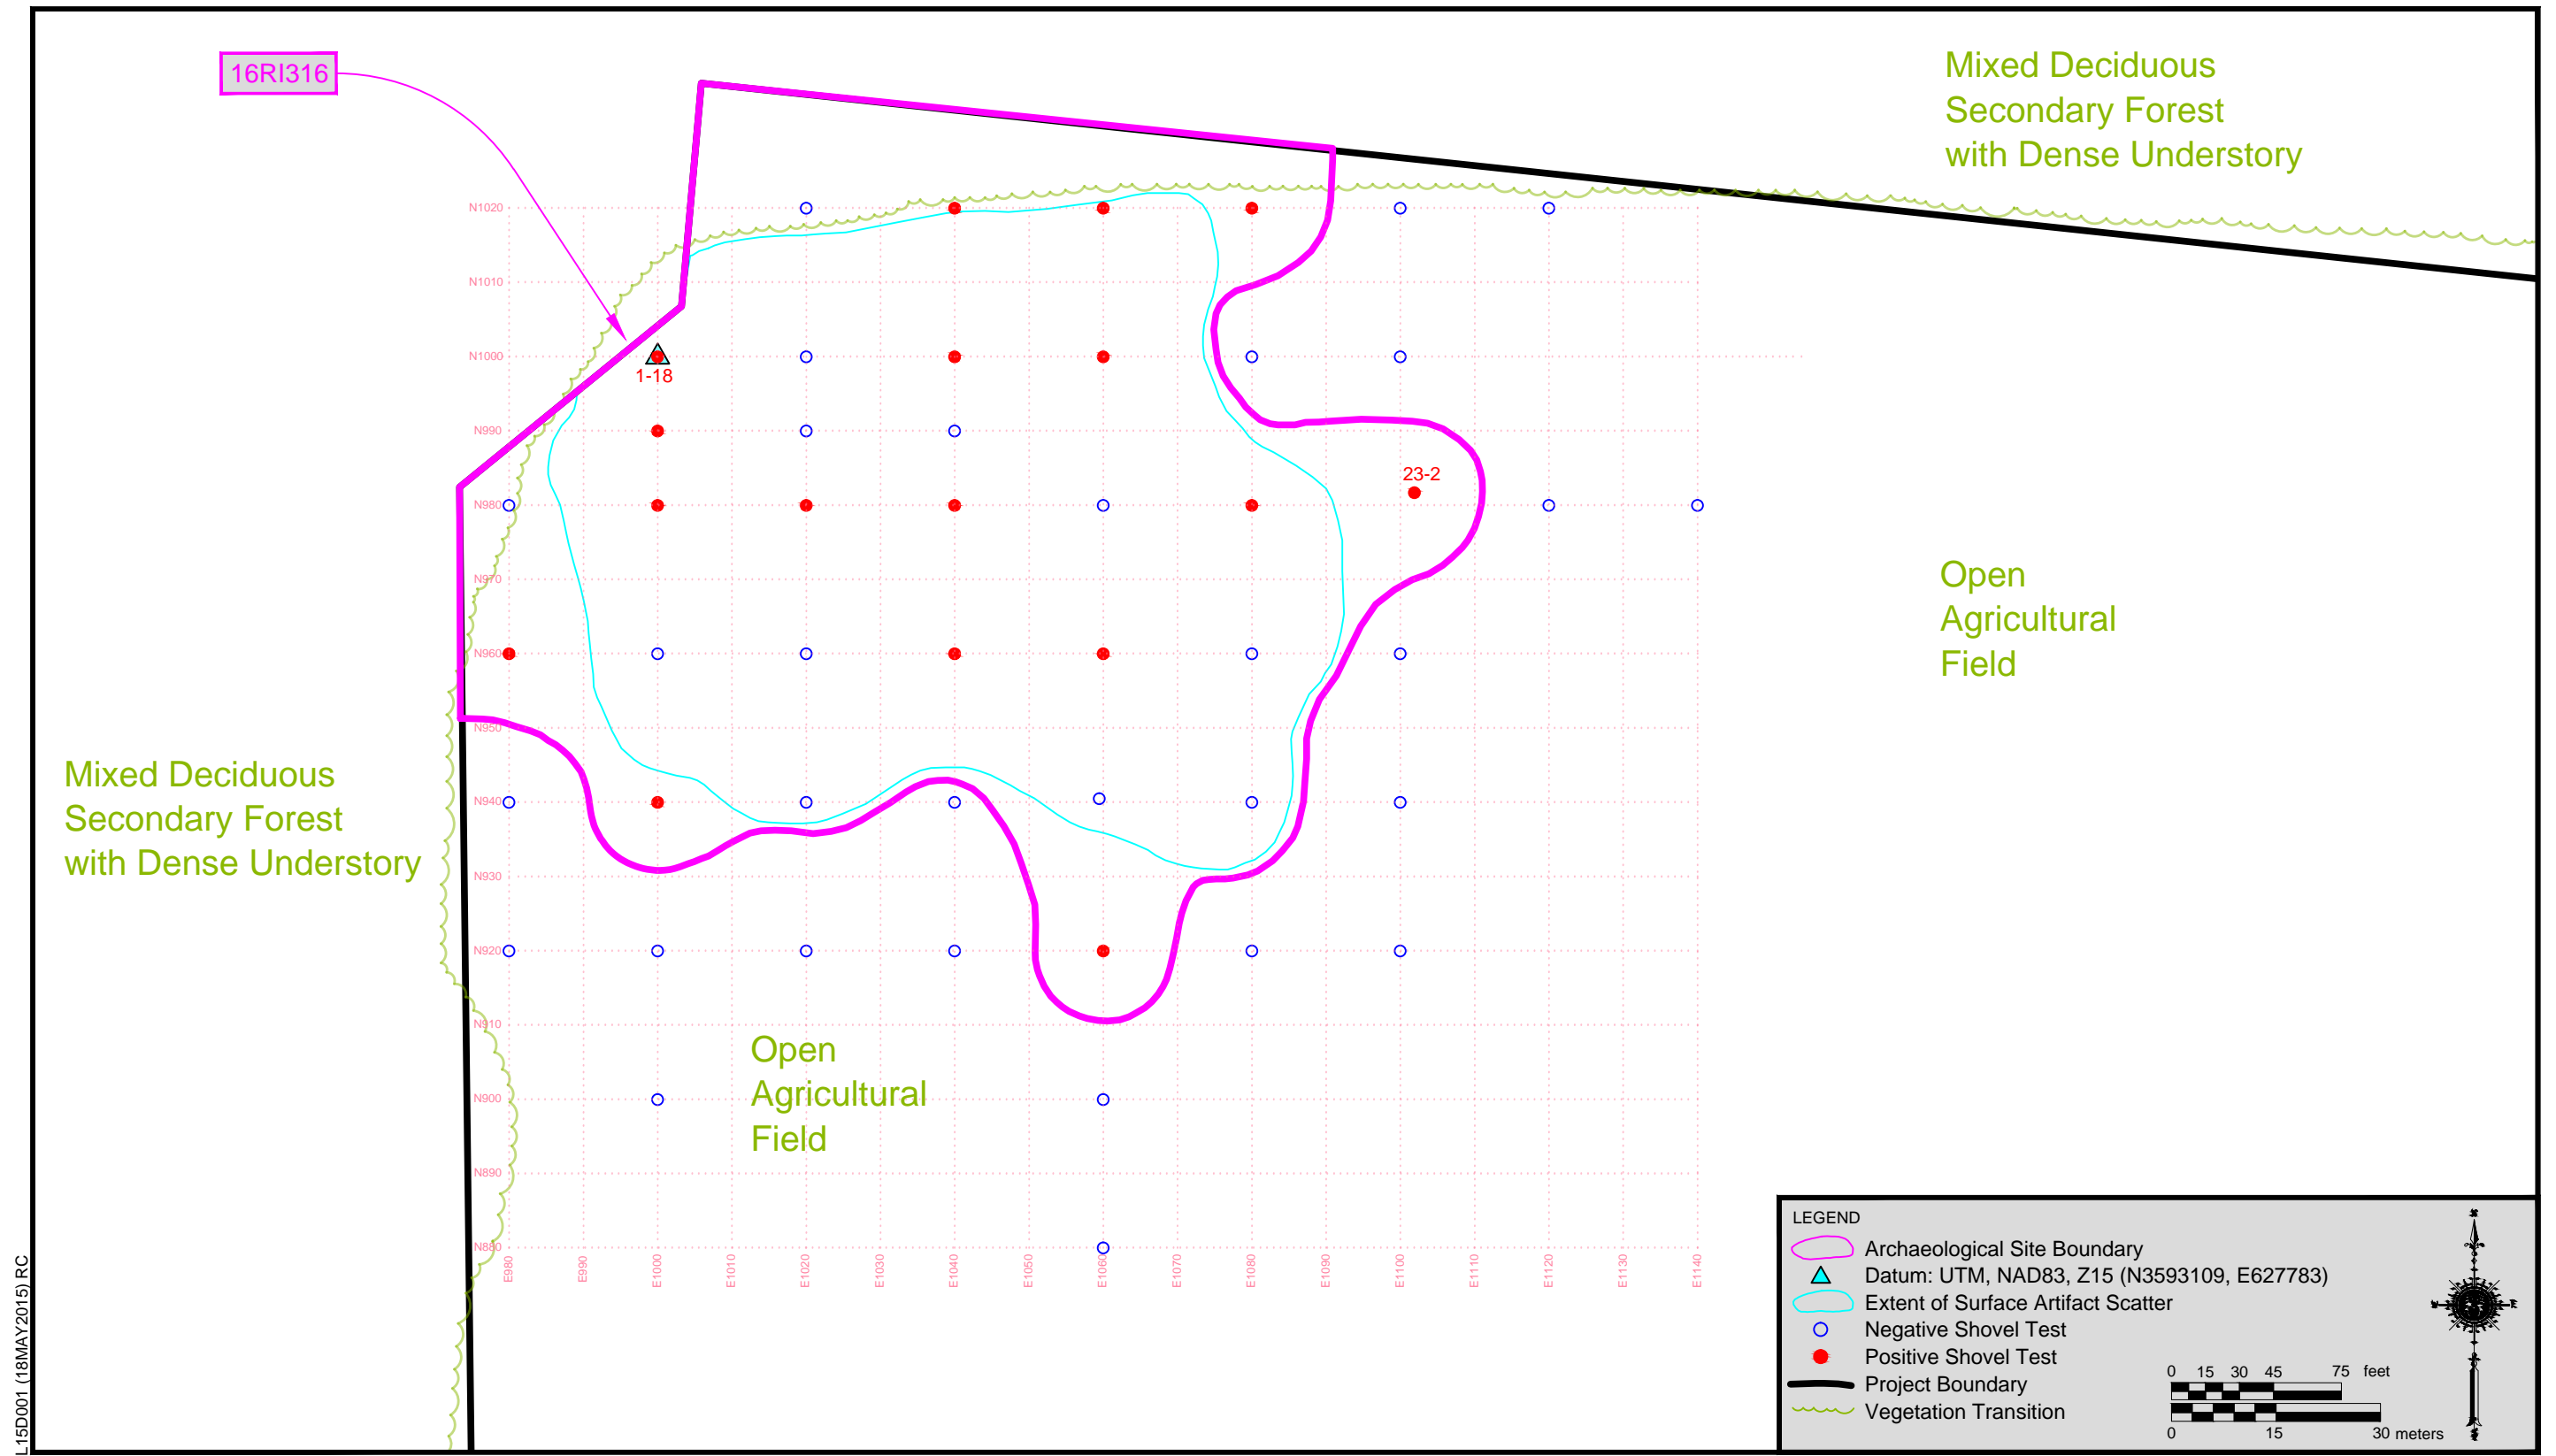 16RI316
Mixed Deciduous
Secondary Forest
with Dense Understory
N1020
N1010
N1000
1-18
N990
23-2
N980
N970
Open
Agricultural
Field
N960
N950
Mixed Deciduous
Secondary Forest
with Dense Understory
N940
N930
N920
N910
Open
Agricultural
Field
N900
N890
N880
E980
E990
E1000
E1010
E1020
E1030
E1040
E1050
E1060
E1070
E1080
E1090
E1100
E1110
E1120
E1130
E1140
LEGEND
Archaeological Site Boundary
Datum: UTM, NAD83, Z15 (N3593109, E627783)
Extent of Surface Artifact Scatter
Negative Shovel Test
Positive Shovel Test
Project Boundary
Vegetation Transition
0 15 30 45 75 feet
0 15 30 meters
L15D001 (18MAY2015) RC